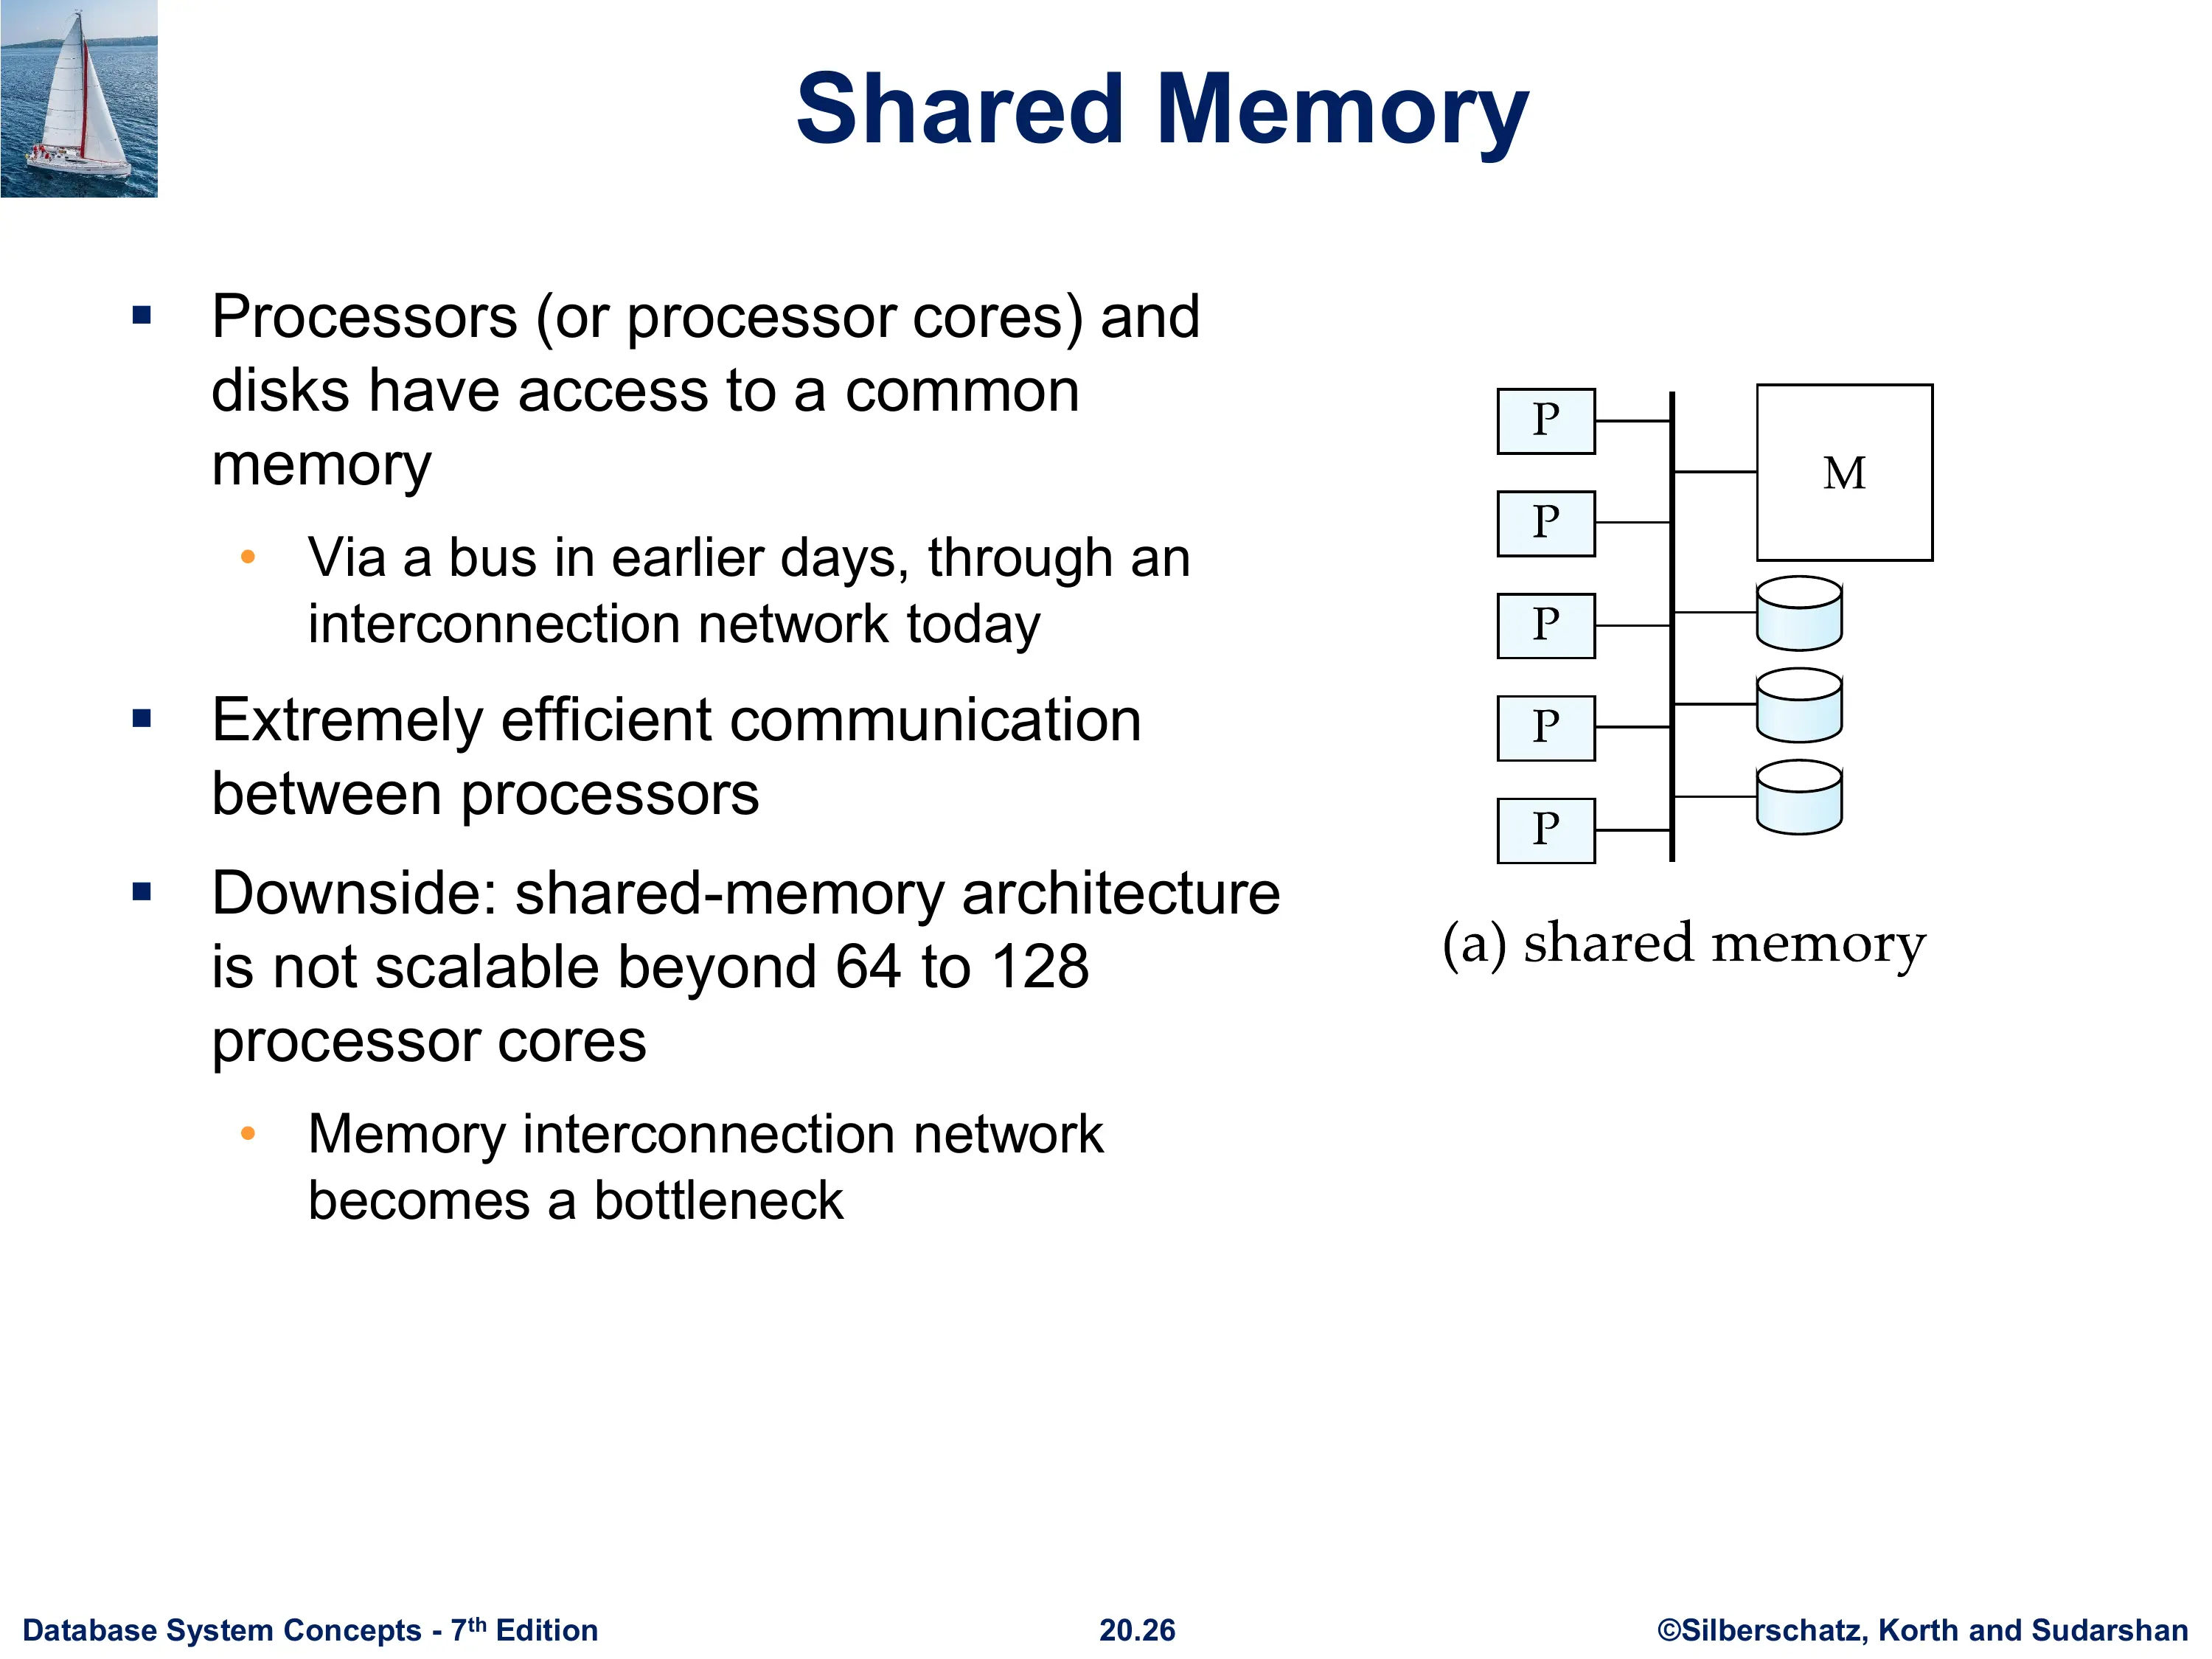 Shared Memory
Processors (or processor cores) and
disks have access to a common
memory
Via a bus in earlier days, through an
interconnection network today
Extremely efficient communication
between processors
Downside: shared-memory architecture
is not scalable beyond 64 to 128
processor cores
Memory interconnection network
becomes a bottleneck
P
P
P
P
P
M
(a) shared memory
Database System Concepts - 7th Edition
20.26
©Silberschatz, Korth and Sudarshan